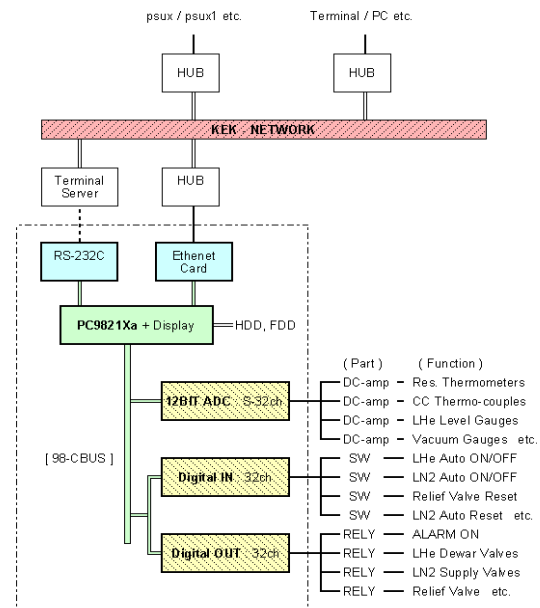 psux / psux1 etc.
Terminal / PC etc.
HUB
HUB
KEK - NETWORK
Terminal
Server
HUB
RS-232C
Ethenet
Card
PC9821Xa + Display
HDD, FDD
( Part ) ( Function )
12BIT ADC : S-32ch
DC-amp Res. Thermometers
DC-amp CC Thermo-couples
DC-amp LHe Level Gauges
DC-amp Vacuum Gauges etc.
[ 98-CBUS ]
Digital IN : 32ch
SW LHe Auto ON/OFF
SW LN2 Auto ON/OFF
SW Relief Valve Reset
SW LN2 Auto Reset etc.
Digital OUT : 32ch
RELY ALARM ON
RELY LHe Dewar Valves
RELY LN2 Supply Valves
RELY Relief Valve etc.